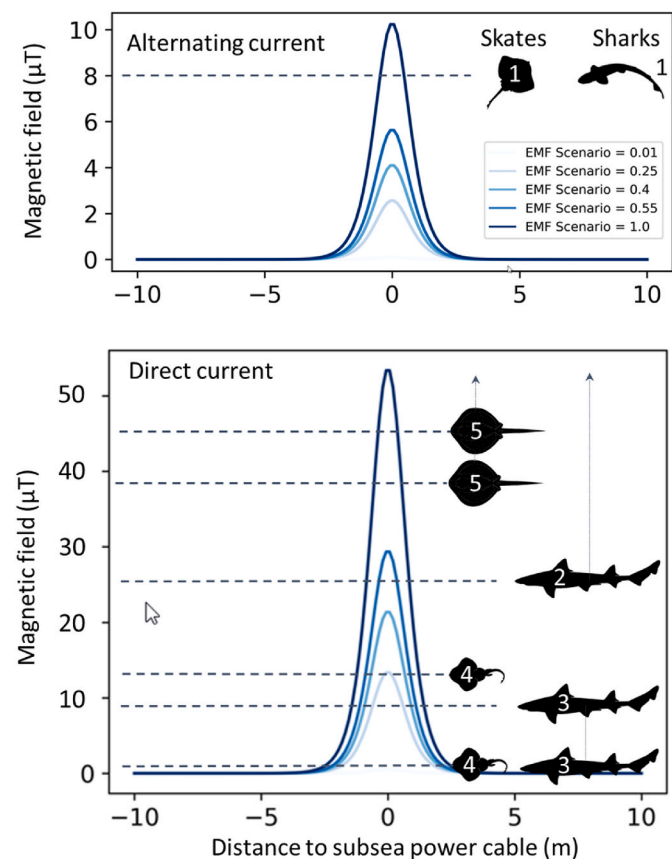 Alternating current
Skates
Sharks
1
1
Magnetic field (μT)
10
8
6
4
2
0
EMF Scenario = 0.01
EMF Scenario = 0.25
EMF Scenario = 0.4
EMF Scenario = 0.55
EMF Scenario = 1.0
−10
−5
0
5
10
Direct current
Magnetic field (μT)
50
40
30
20
10
0
5
5
2
4
3
4
3
−10
−5
0
5
10
Distance to subsea power cable (m)